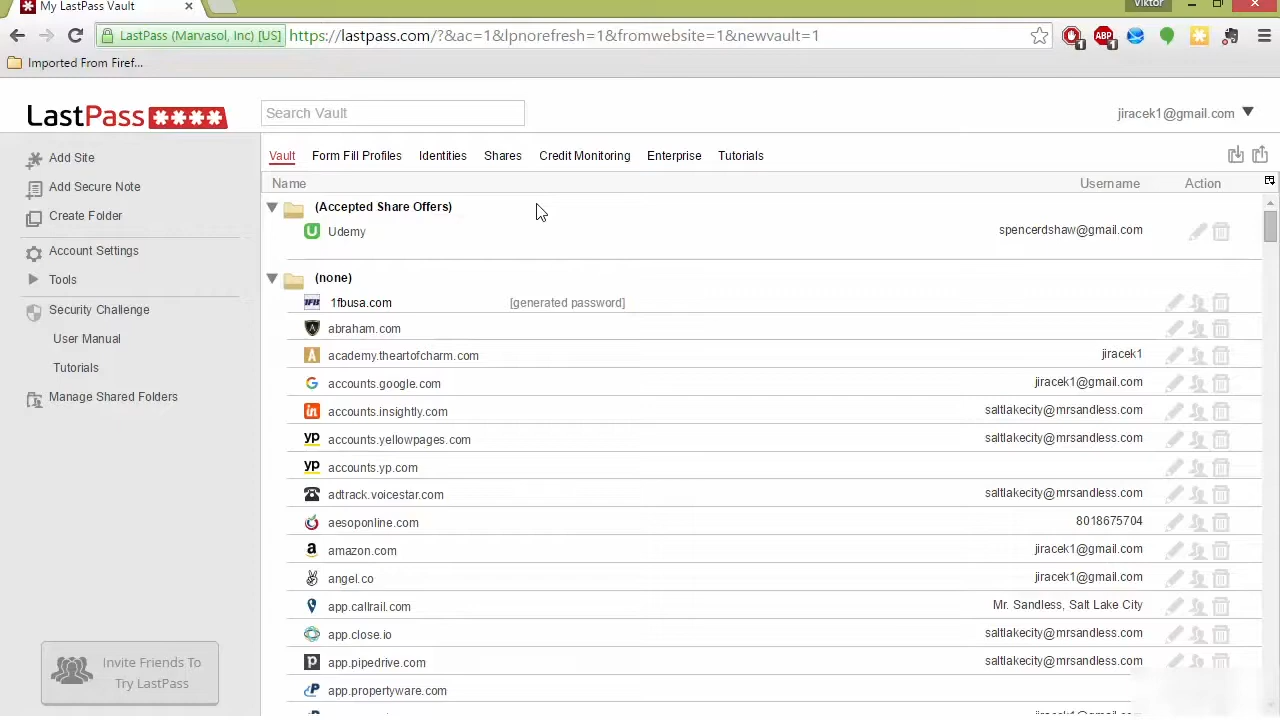 My LastPass Vault
Viktor
LastPass (Marvasol, Inc) [US] https://lastpass.com/?&ac=1&lpnorefresh=1&fromwebsite=1&newvault=1
1
ABP 1
Imported From Firef...
LastPass ****
Search Vault
jiracek1@gmail.com
Add Site
Add Secure Note
Create Folder
Account Settings
Tools
Security Challenge
User Manual
Tutorials
Manage Shared Folders
Invite Friends To
Try LastPass
Vault Form Fill Profiles Identities Shares Credit Monitoring Enterprise Tutorials
Name Username Action
(Accepted Share Offers)
Udemy spencerdshaw@gmail.com
(none)
1FB 1fbusa.com [generated password]
abraham.com
academy.theartofcharm.com jiracek1
accounts.google.com jiracek1@gmail.com
accounts.insightly.com saltlakecity@mrsandless.com
yp accounts.yellowpages.com saltlakecity@mrsandless.com
yp accounts.yp.com
adtrack.voicestar.com saltlakecity@mrsandless.com
aesoponline.com 8018675704
amazon.com jiracek1@gmail.com
angel.co jiracek1@gmail.com
app.callrail.com Mr. Sandless, Salt Lake City
app.close.io saltlakecity@mrsandless.com
app.pipedrive.com saltlakecity@mrsandless.com
app.propertyware.com